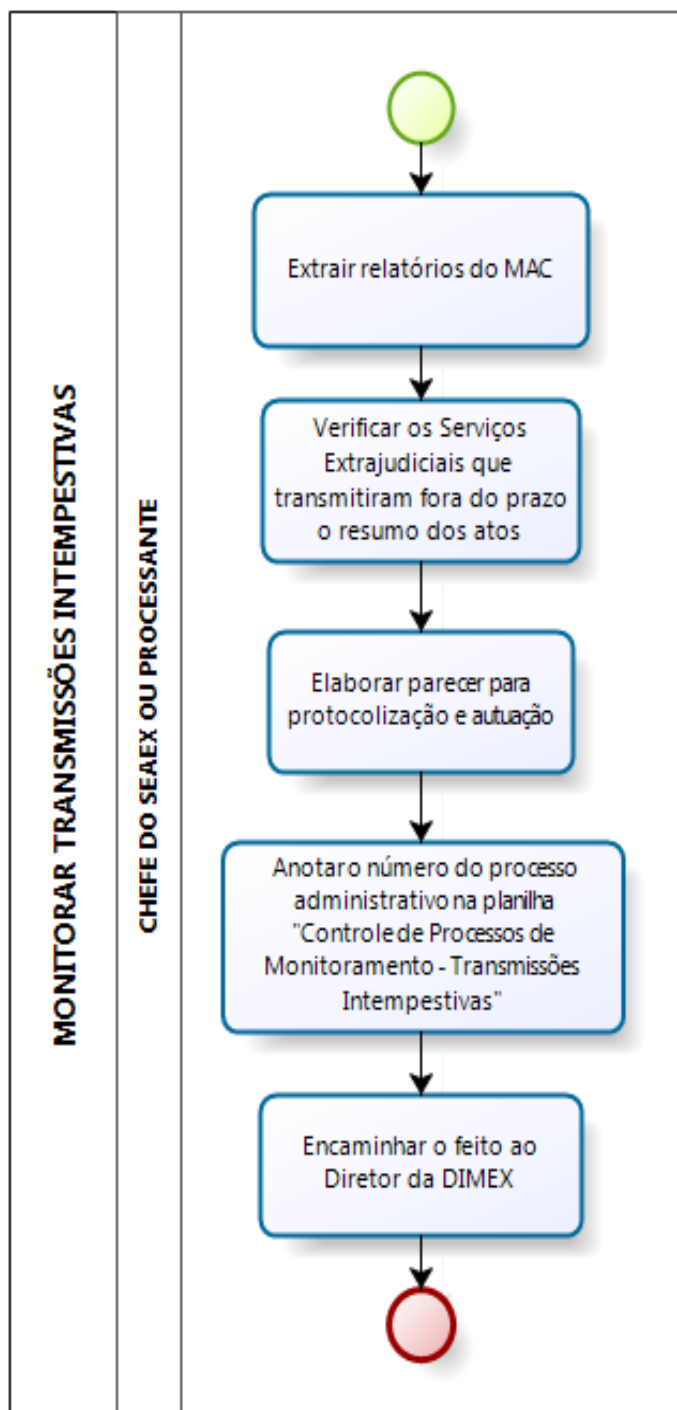 MONITORAR TRANSMISSÕES INTEMPESTIVAS
CHEFE DO SEAEX OU PROCESSANTE
Extrair relatórios do MAC
Verificar os Serviços
Extrajudiciais que
transmitiram fora do prazo
o resumo dos atos
Elaborar parecer para
protocolização e autuação
Anotar o número do processo
administrativo na planilha
"Controle de Processos de
Monitoramento - Transmissões
Intempestivas"
Encaminhar o feito ao
Diretor da DIMEX